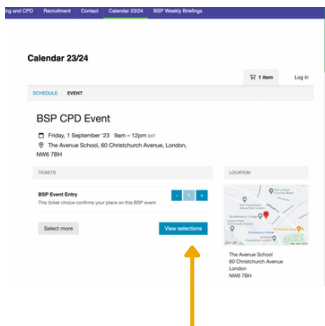 ng and CPD Recruitment Contact Calendar 23/24 BSP Weekly Briefings
Calendar 23/24
1 item Log in
SCHEDULE EVENT
BSP CPD Event
Friday, 1 September '23 9am – 12pm BST
The Avenue School, 60 Christchurch Avenue, London,
NW6 7BH
TICKETS
LOCATION
BSP Event Entry
This ticket choice confirms your place on this BSP event
- +
Select more
View selections
The Avenue School
60 Christchurch Avenue
London
NW6 7BH